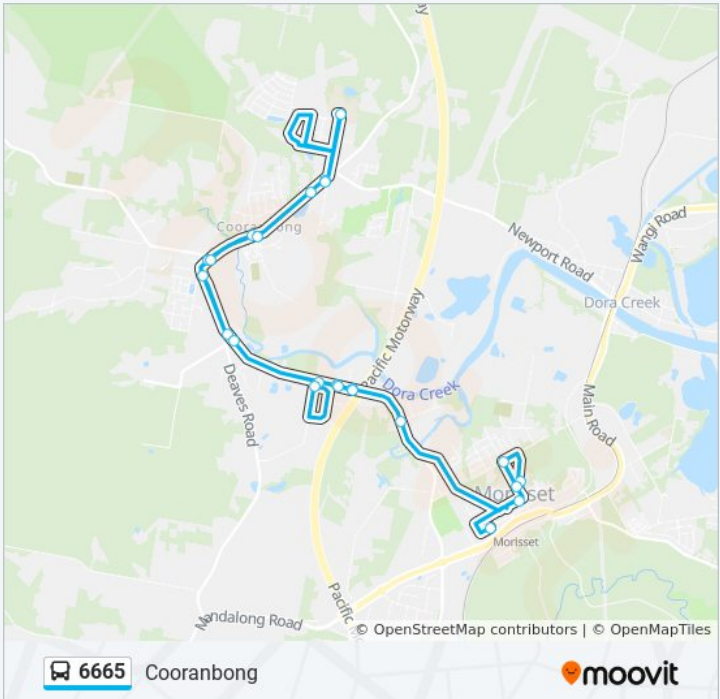 ay
Cooranbong
Newport Road
Wangi Road
Dora Creek
Pacific Motorway
Dora Creek
Deaves Road
Main Road
Morisset
Morisset
Pacific M
Mandalong Road
© OpenStreetMap contributors | © OpenMapTiles
6665 Cooranbong
moovit